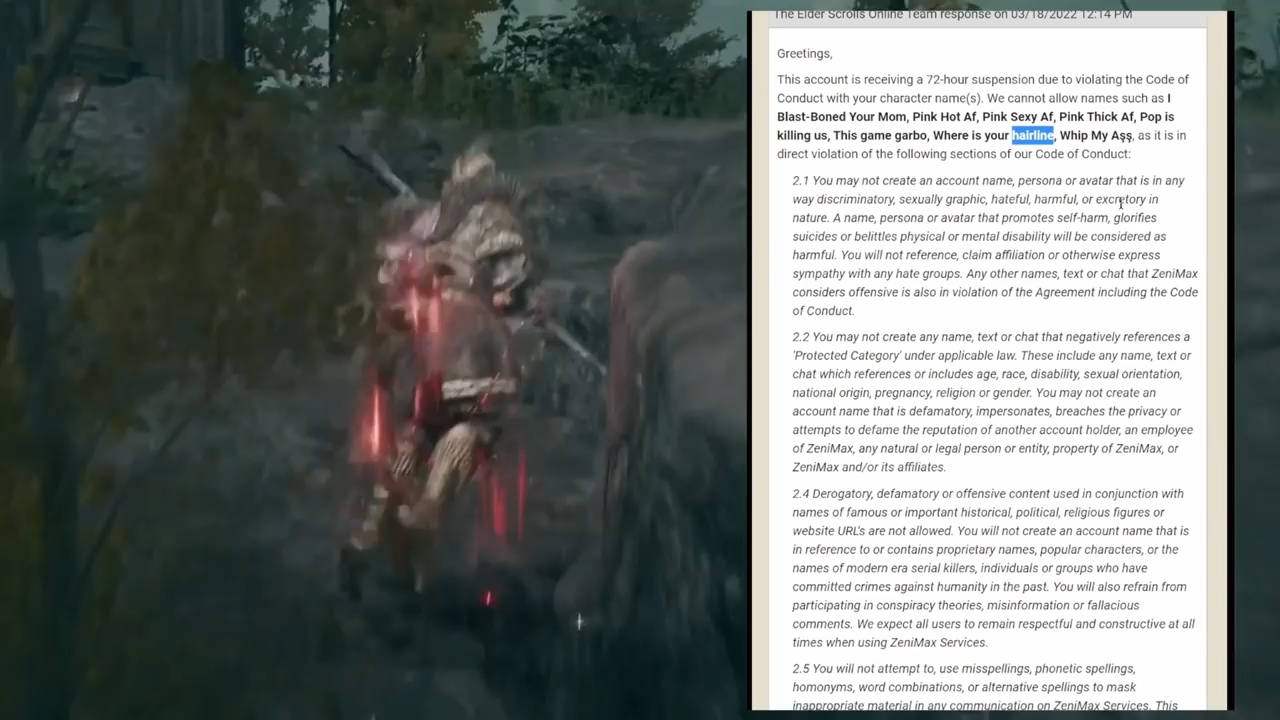 The Elder Scrolls Online Team response on 03/18/2022 12:14 PM
Greetings,
This account is receiving a 72-hour suspension due to violating the Code of
Conduct with your character name(s). We cannot allow names such as I
Blast-Boned Your Mom, Pink Hot Af, Pink Sexy Af, Pink Thick Af, Pop is
killing us, This game garbo, Where is your hairline, Whip My Aşş, as it is in
direct violation of the following sections of our Code of Conduct:
2.1 You may not create an account name, persona or avatar that is in any
way discriminatory, sexually graphic, hateful, harmful, or excretory in
nature. A name, persona or avatar that promotes self-harm, glorifies
suicides or belittles physical or mental disability will be considered as
harmful. You will not reference, claim affiliation or otherwise express
sympathy with any hate groups. Any other names, text or chat that ZeniMax
considers offensive is also in violation of the Agreement including the Code
of Conduct.
2.2 You may not create any name, text or chat that negatively references a
'Protected Category' under applicable law. These include any name, text or
chat which references or includes age, race, disability, sexual orientation,
national origin, pregnancy, religion or gender. You may not create an
account name that is defamatory, impersonates, breaches the privacy or
attempts to defame the reputation of another account holder, an employee
of ZeniMax, any natural or legal person or entity, property of ZeniMax, or
ZeniMax and/or its affiliates.
2.4 Derogatory, defamatory or offensive content used in conjunction with
names of famous or important historical, political, religious figures or
website URL's are not allowed. You will not create an account name that is
in reference to or contains proprietary names, popular characters, or the
names of modern era serial killers, individuals or groups who have
committed crimes against humanity in the past. You will also refrain from
participating in conspiracy theories, misinformation or fallacious
comments. We expect all users to remain respectful and constructive at all
times when using ZeniMax Services.
2.5 You will not attempt to, use misspellings, phonetic spellings,
homonyms, word combinations, or alternative spellings to mask
inappropriate material in any communication on ZeniMax Services. This